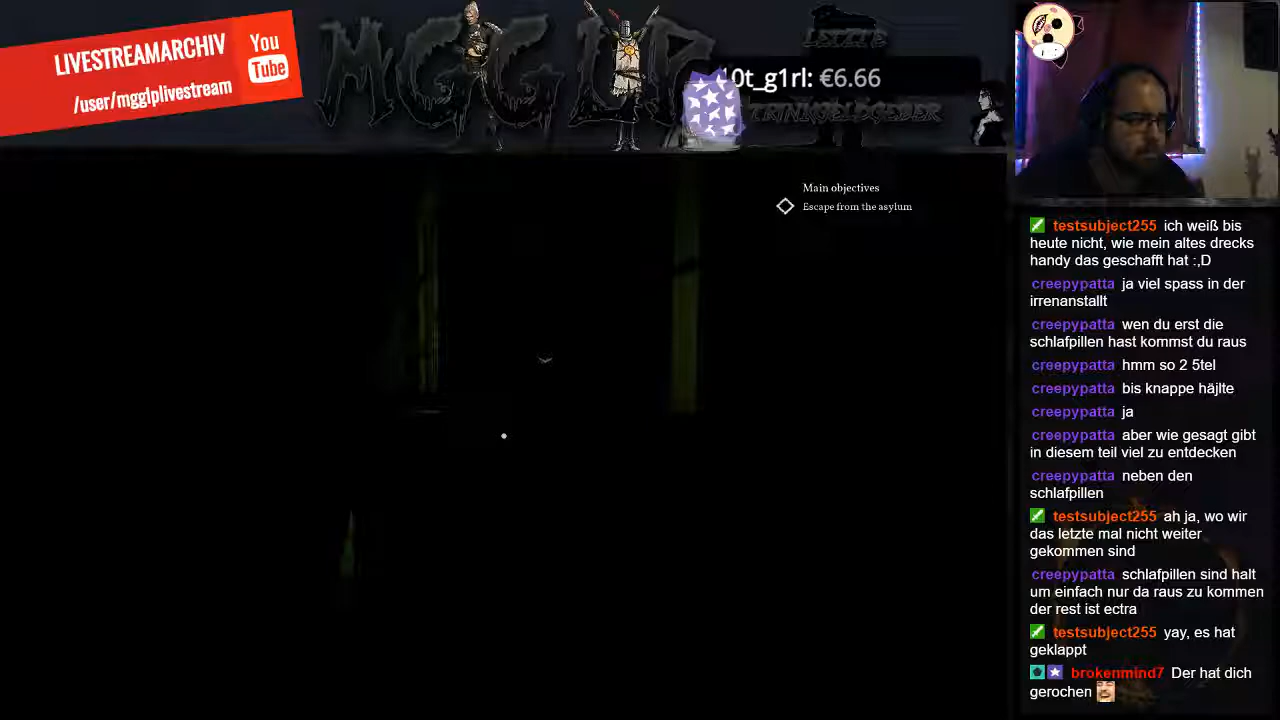 LIVESTREAMARCHIV
You
Tube
/user/mgglplivestream
MGGLP
LETZTE
10t_g1rl: €6.66
TRINKGELDGEBER
Main objectives
Escape from the asylum
testsubject255 ich weiß bis
heute nicht, wie mein altes drecks
handy das geschafft hat :,D
creepypatta ja viel spass in der
irrenanstallt
creepypatta wen du erst die
schlafpillen hast kommst du raus
creepypatta hmm so 2 5tel
creepypatta bis knappe häjlte
creepypatta ja
creepypatta aber wie gesagt gibt
in diesem teil viel zu entdecken
creepypatta neben den
schlafpillen
testsubject255 ah ja, wo wir
das letzte mal nicht weiter
gekommen sind
creepypatta schlafpillen sind halt
um einfach nur da raus zu kommen
der rest ist ectra
testsubject255 yay, es hat
geklappt
brokenmind7 Der hat dich
gerochen